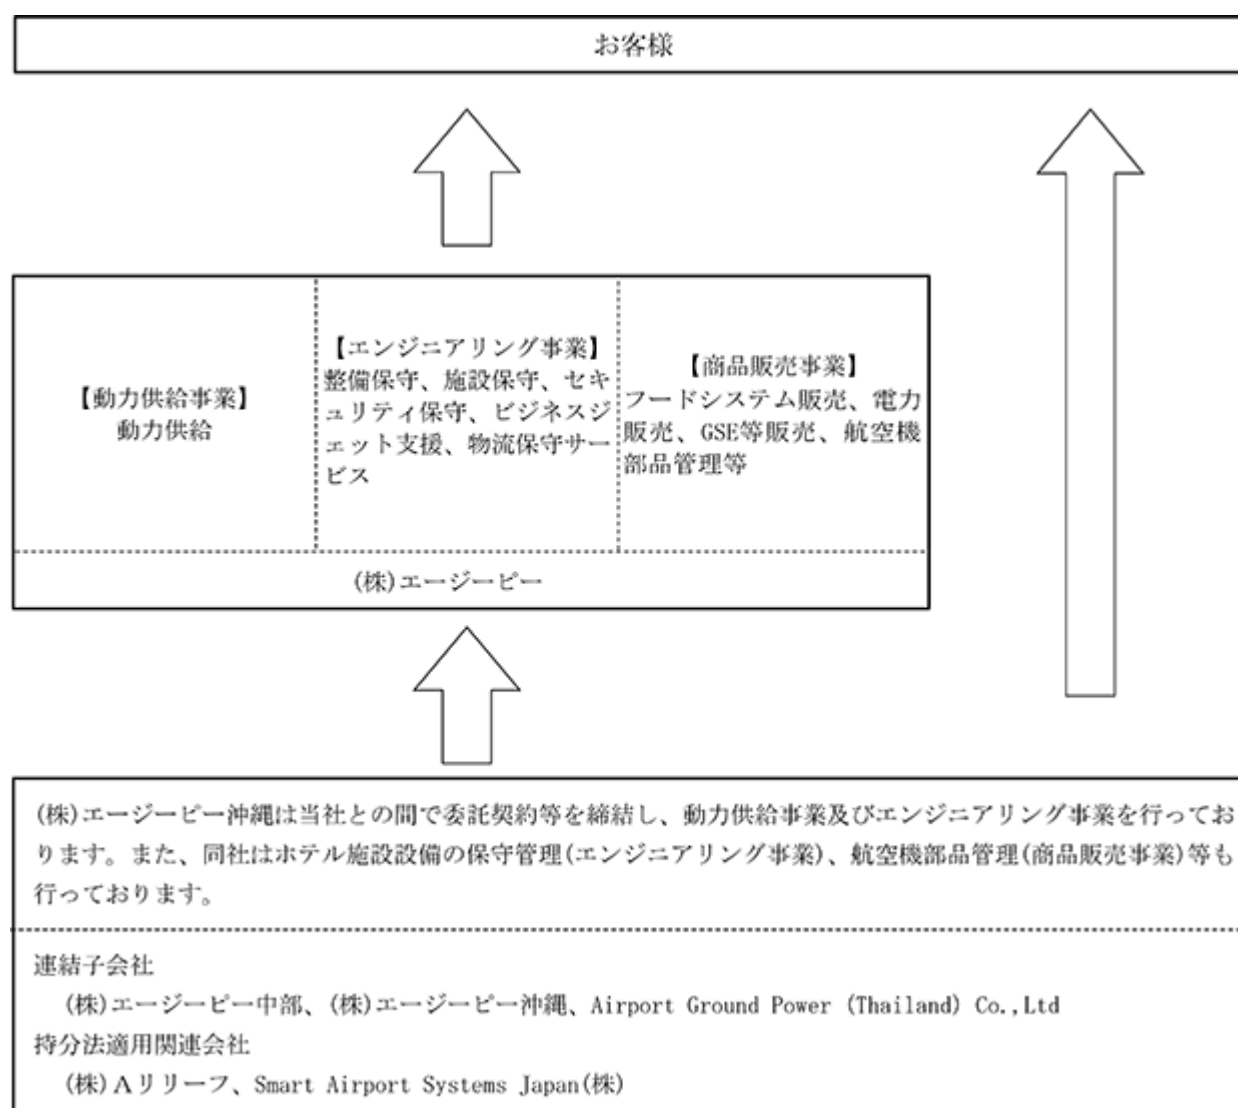 お客様
【動力供給事業】
動力供給
【エンジニアリング事業】
整備保守、施設保守、セキ
ュリティ保守、ビジネスジ
ェット支援、物流保守サー
ビス
【商品販売事業】
フードシステム販売、電力
販売、GSE等販売、航空機
部品管理等
(株)エージーピー
(株)エージーピー沖縄は当社との間で委託契約等を締結し、動力供給事業及びエンジニアリング事業を行ってお
ります。また、同社はホテル施設設備の保守管理(エンジニアリング事業)、航空機部品管理(商品販売事業)等も
行っております。
連結子会社
(株)エージーピー中部、(株)エージーピー沖縄、Airport Ground Power (Thailand) Co.,Ltd
持分法適用関連会社
(株)Λリリーフ、Smart Airport Systems Japan(株)